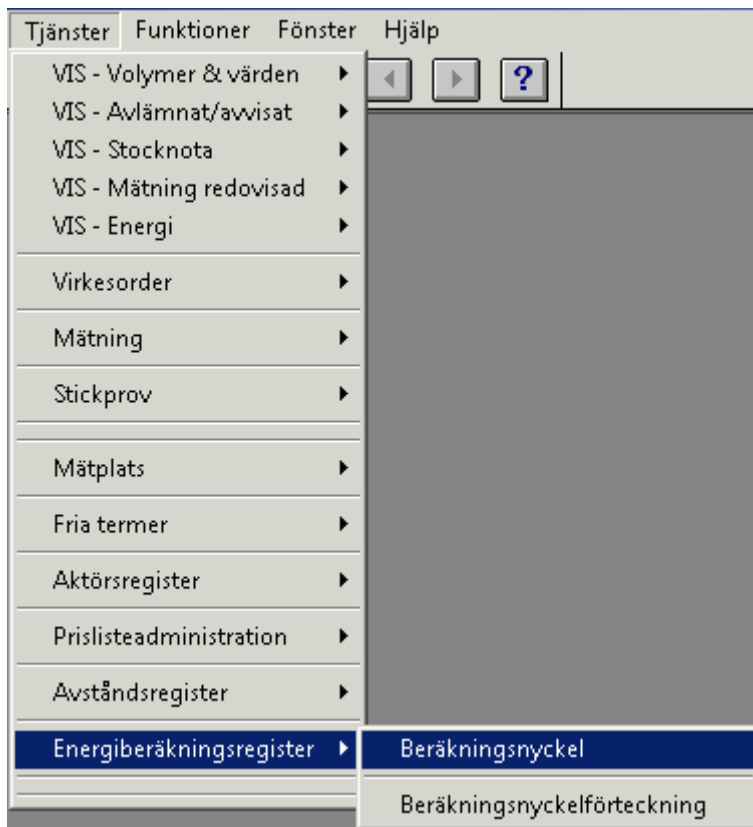 Tjänster Funktioner Fönster Hjälp
VIS - Volymer & värden
?
VIS - Avlämnat/avvisat
VIS - Stocknota
VIS - Mätning redovisad
VIS - Energi
Virkesorder
Mätning
Stickprov
Mätplats
Fria termer
Aktörsregister
Prislisteadministration
Avståndsregister
Energiberäkningsregister
Beräkningsnyckel
Beräkningsnyckelförteckning